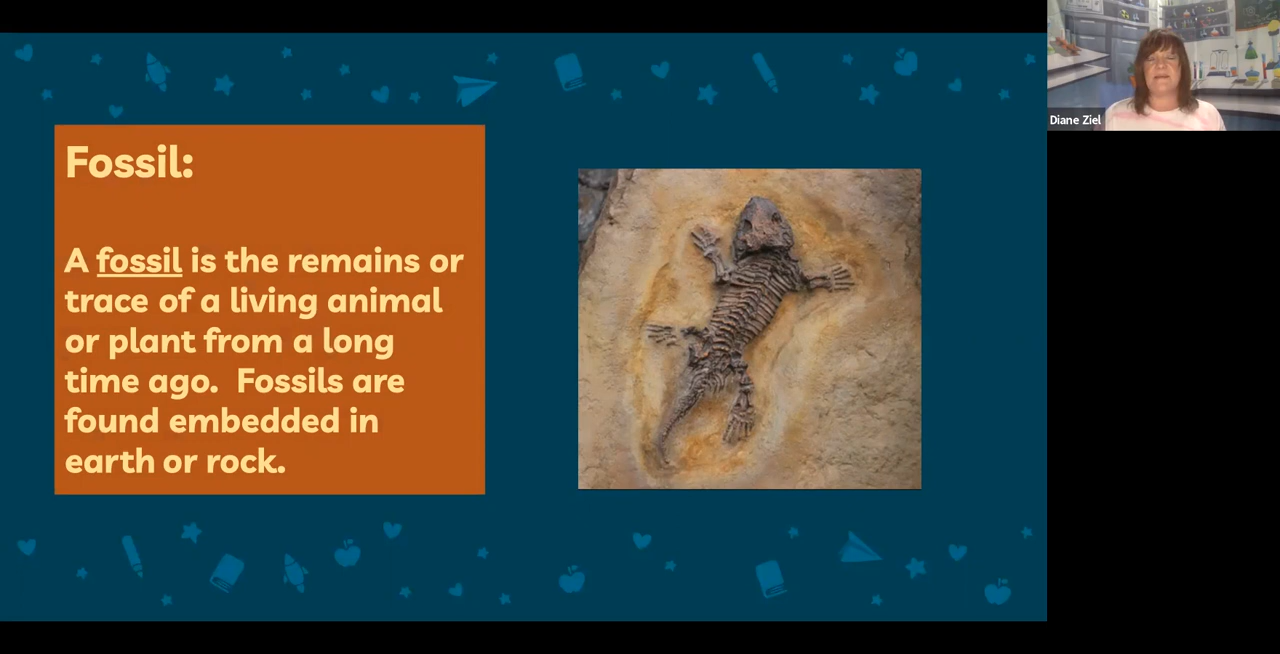 Fossil:
A fossil is the remains or
trace of a living animal
or plant from a long
time ago. Fossils are
found embedded in
earth or rock.
Diane Ziel